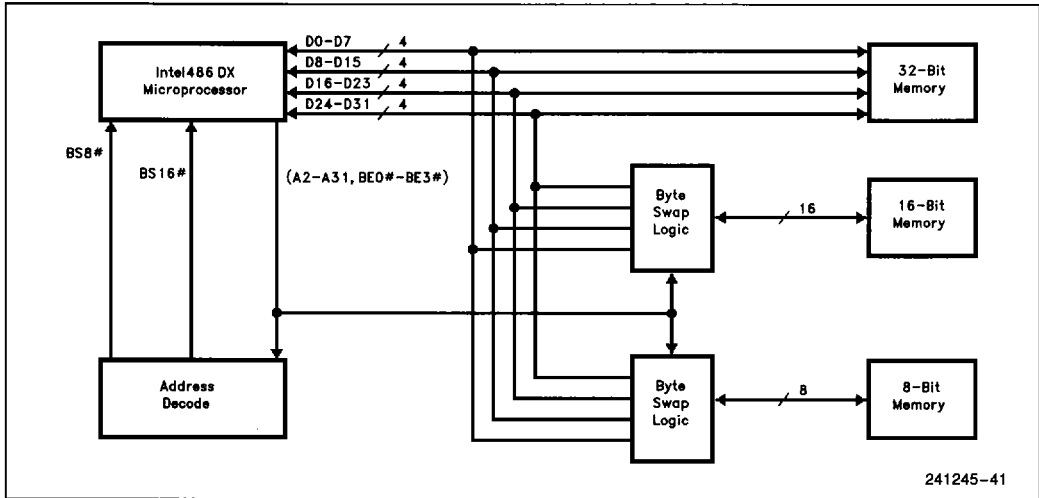 Intel486 DX
Microprocessor
D0-D7 4
D8-D15 4
D16-D23 4
D24-D31 4
32-Bit
Memory
BS8#
BS16#
(A2-A31, BE0#-BE3#)
Byte
Swap
Logic
16
16-Bit
Memory
Address
Decode
Byte
Swap
Logic
8
8-Bit
Memory
241245-41